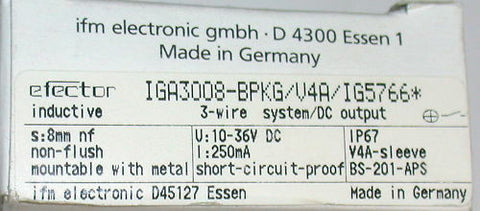 ifm electronic gmbh · D 4300 Essen 1
Made in Germany
efector IGA3008-BPKG/V4A/IG5766*
inductive 3-wire system/DC output
s:8mm nf U:10-36V DC IP67
non-flush I:250mA V4A-sleeve
mountable with metal short-circuit-proof BS-201-APS
ifm electronic D45127 Essen Made in Germany